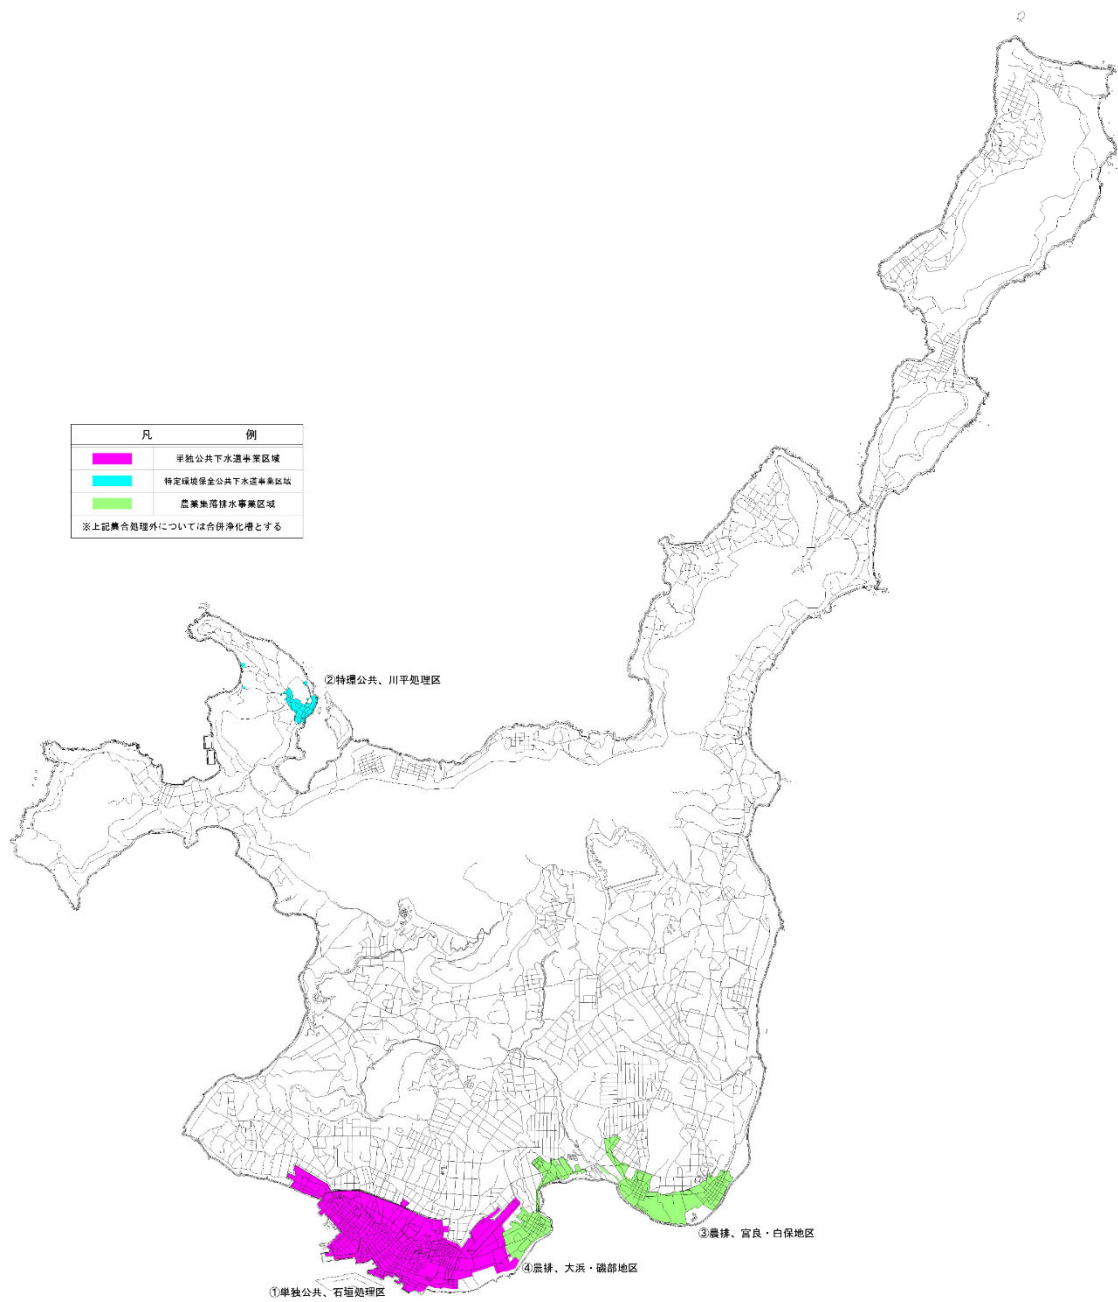 凡 例
単独公共下水道事業区域
特定環境保全公共下水道事業区域
農業集落排水事業区域
※上記集合処理外については合併浄化槽とする
②特環公共、川平処理区
③農排、宮良・白保地区
④農排、大浜・磯部地区
①単独公共、石垣処理区